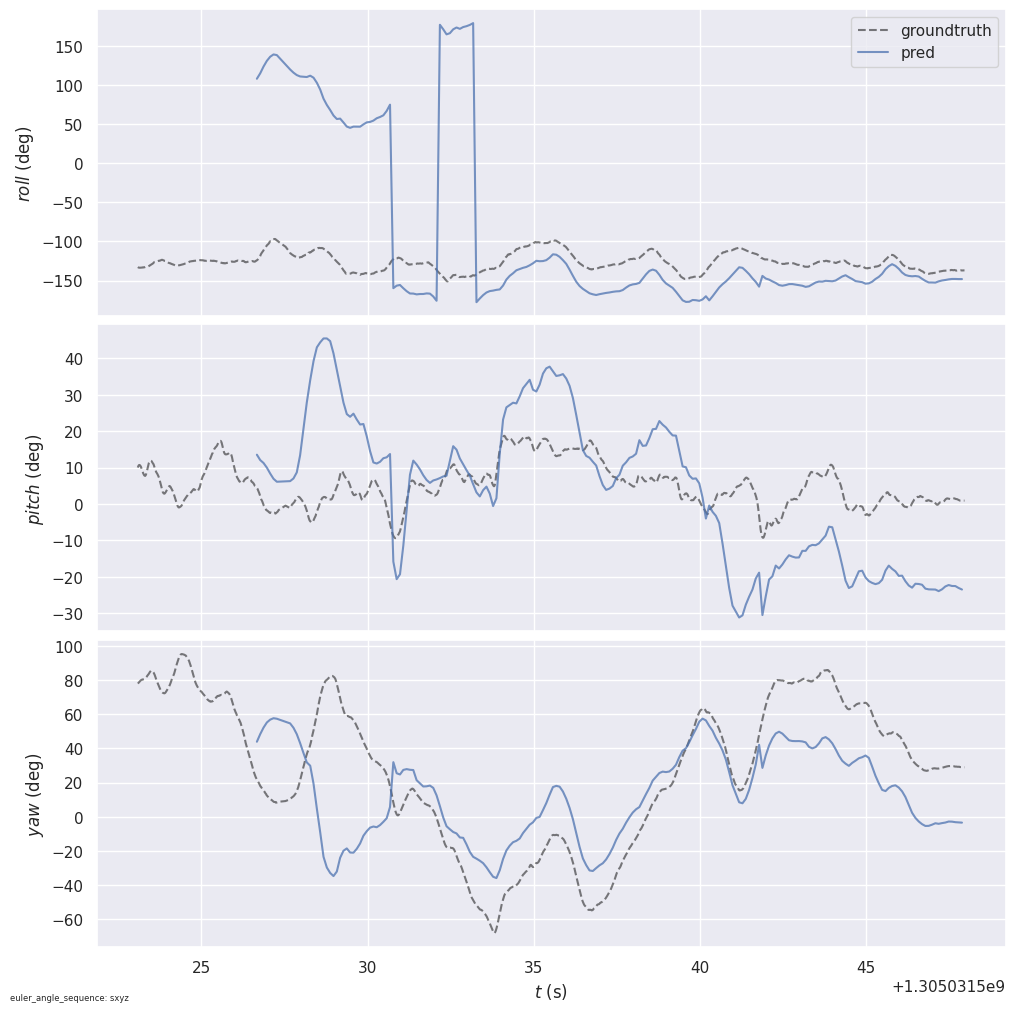 groundtruth
pred
150
100
50
0
−50
−100
−150
roll (deg)
40
30
20
10
0
−10
−20
−30
pitch (deg)
100
80
60
40
20
0
−20
−40
−60
yaw (deg)
25 30 35 40 45
+1.3050315e9
t (s)
euler_angle_sequence: sxyz